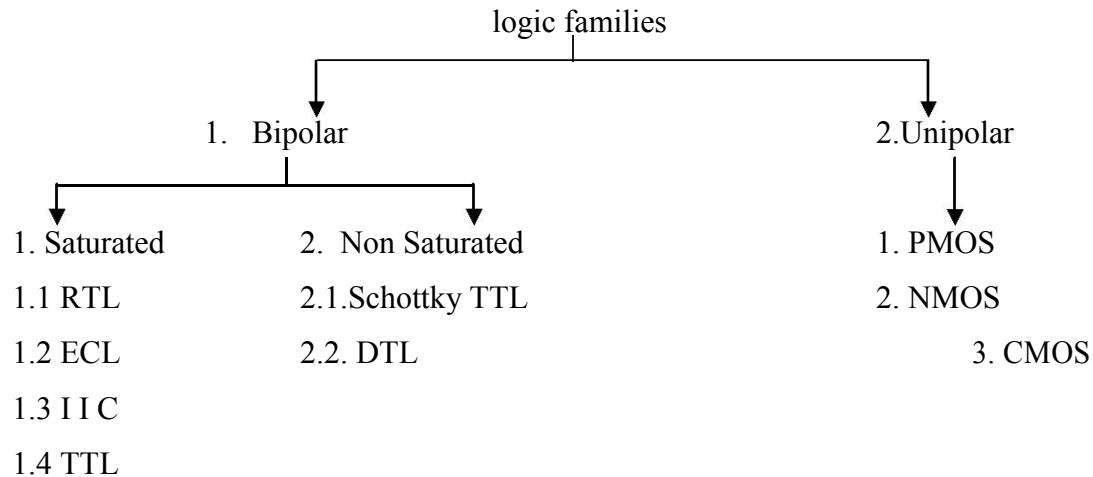 logic families
1. Bipolar
2.Unipolar
1. Saturated
1.1 RTL
1.2 ECL
1.3 I I C
1.4 TTL
2. Non Saturated
2.1.Schottky TTL
2.2. DTL
1. PMOS
2. NMOS
3. CMOS